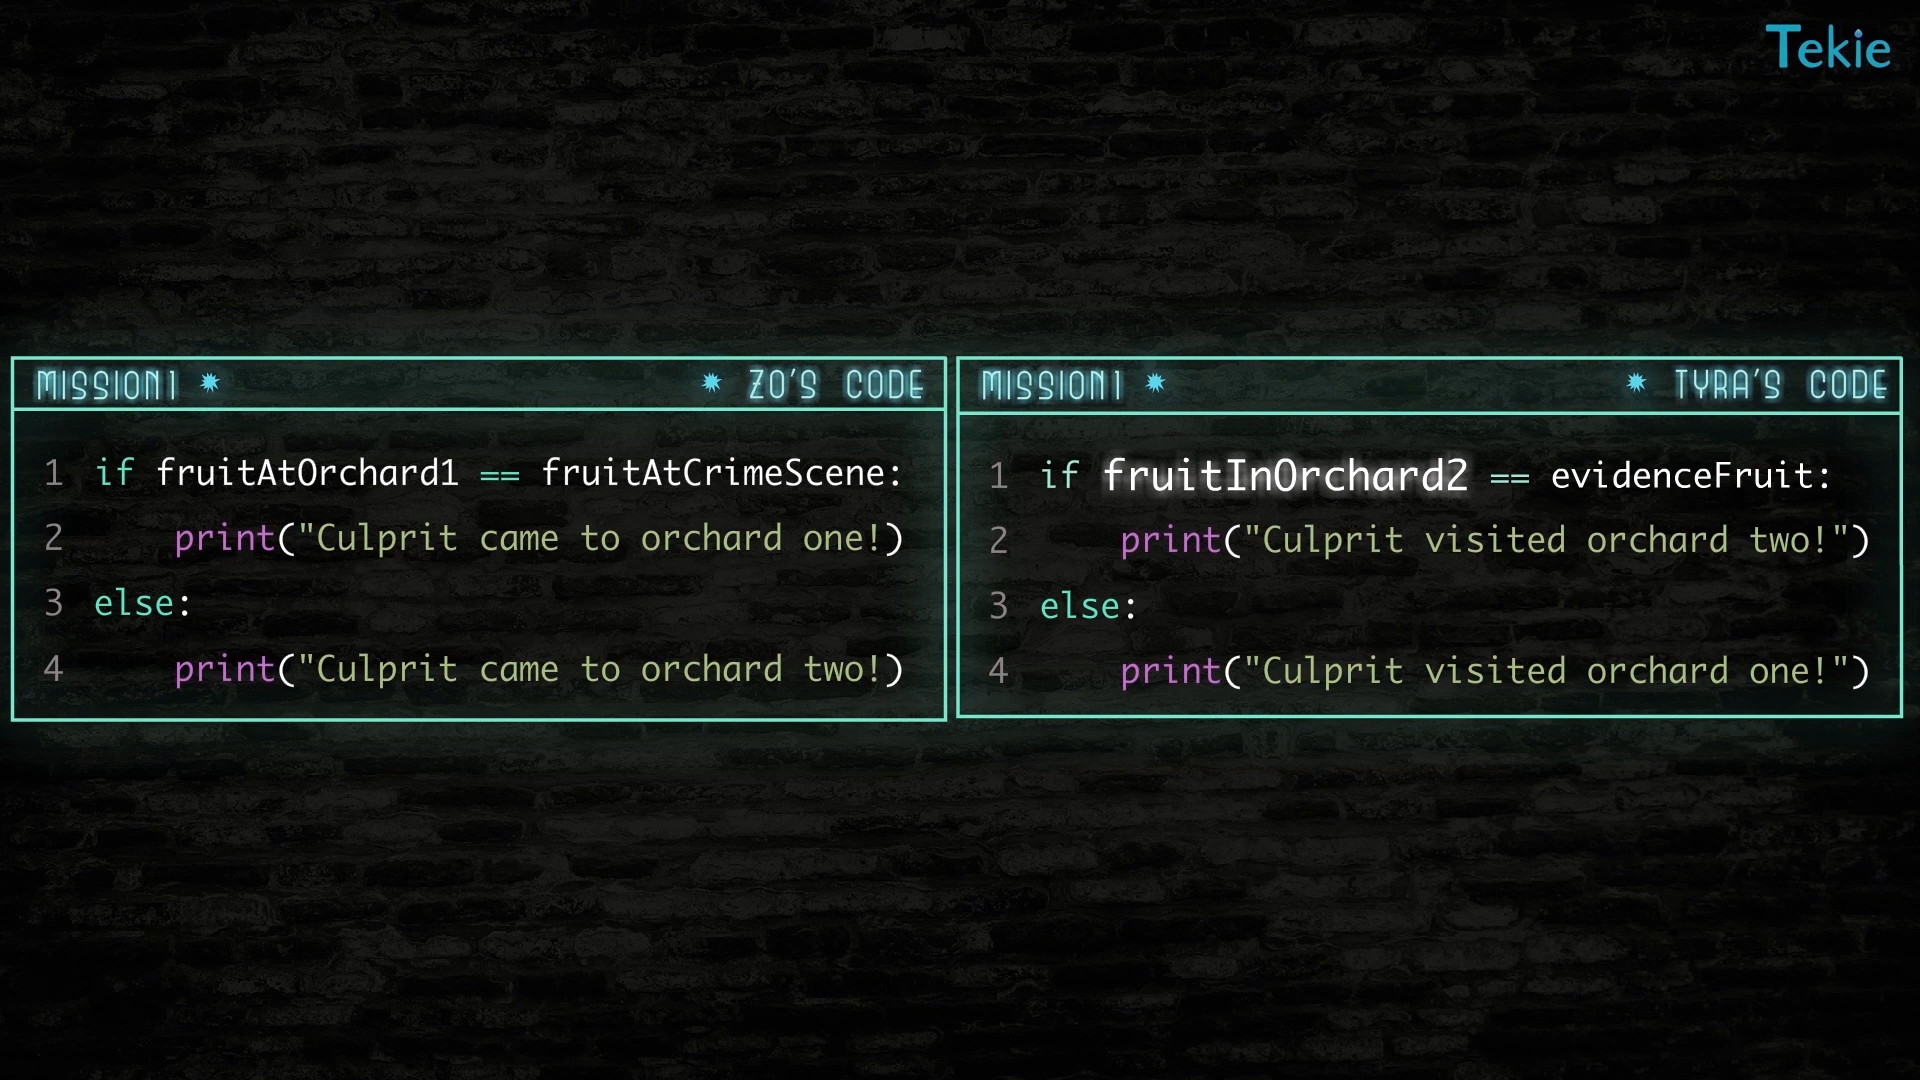 Tekie
MISSION1 ZO'S CODE
1 if fruitAtOrchard1 == fruitAtCrimeScene:
2     print("Culprit came to orchard one!)
3 else:
4     print("Culprit came to orchard two!)
MISSION1 TYRA'S CODE
1 if fruitInOrchard2 == evidenceFruit:
2     print("Culprit visited orchard two!")
3 else:
4     print("Culprit visited orchard one!")